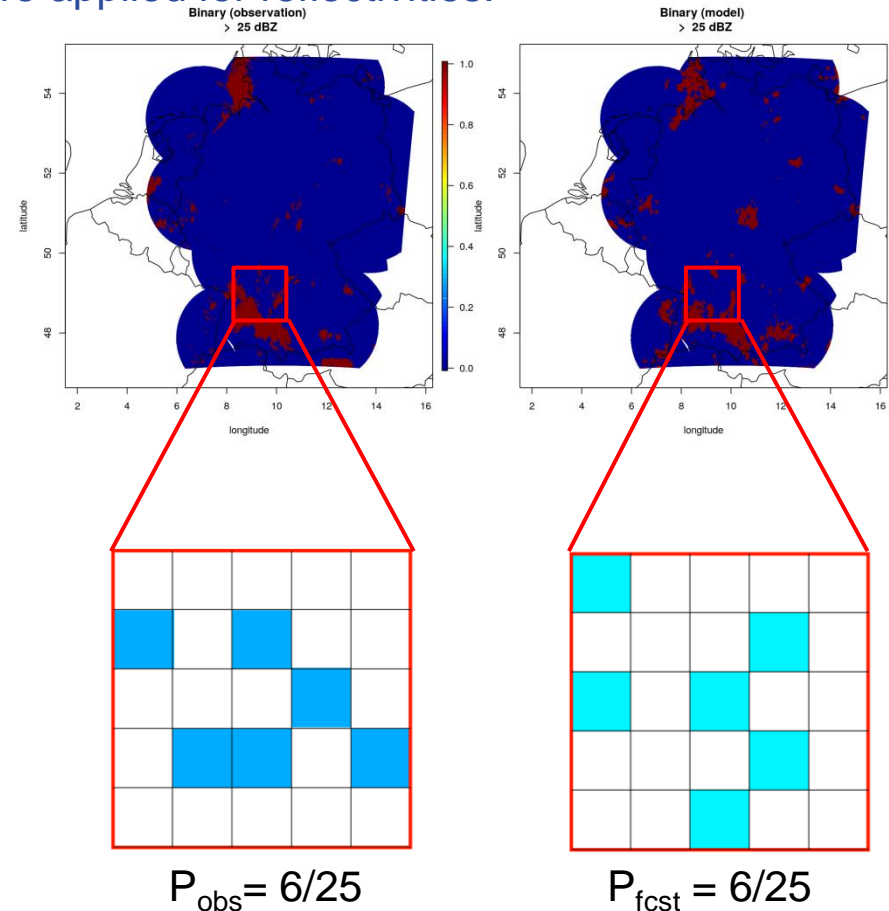 re applied for reflectivities.
Binary (observation)
> 25 dBZ
latitude
54
52
50
48
2 4 6 8 10 12 14 16
longitude
1.0
0.8
0.6
0.4
0.2
0.0
Binary (model)
> 25 dBZ
latitude
54
52
50
48
2 4 6 8 10 12 14 16
longitude
Pobs= 6/25
Pfcst = 6/25